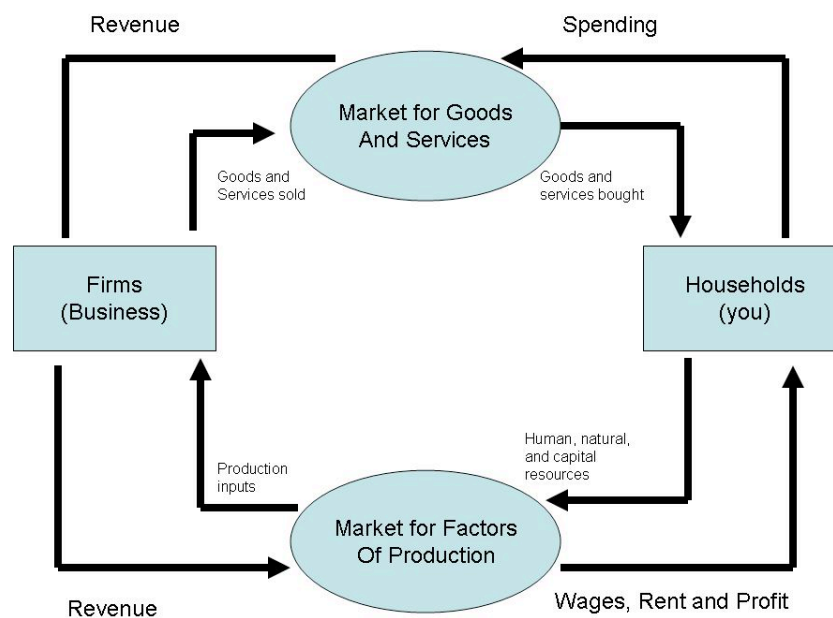 Revenue
Spending
Market for Goods
And Services
Goods and
Services sold
Goods and
services bought
Firms
(Business)
Households
(you)
Production
inputs
Human, natural,
and capital
resources
Market for Factors
Of Production
Revenue
Wages, Rent and Profit